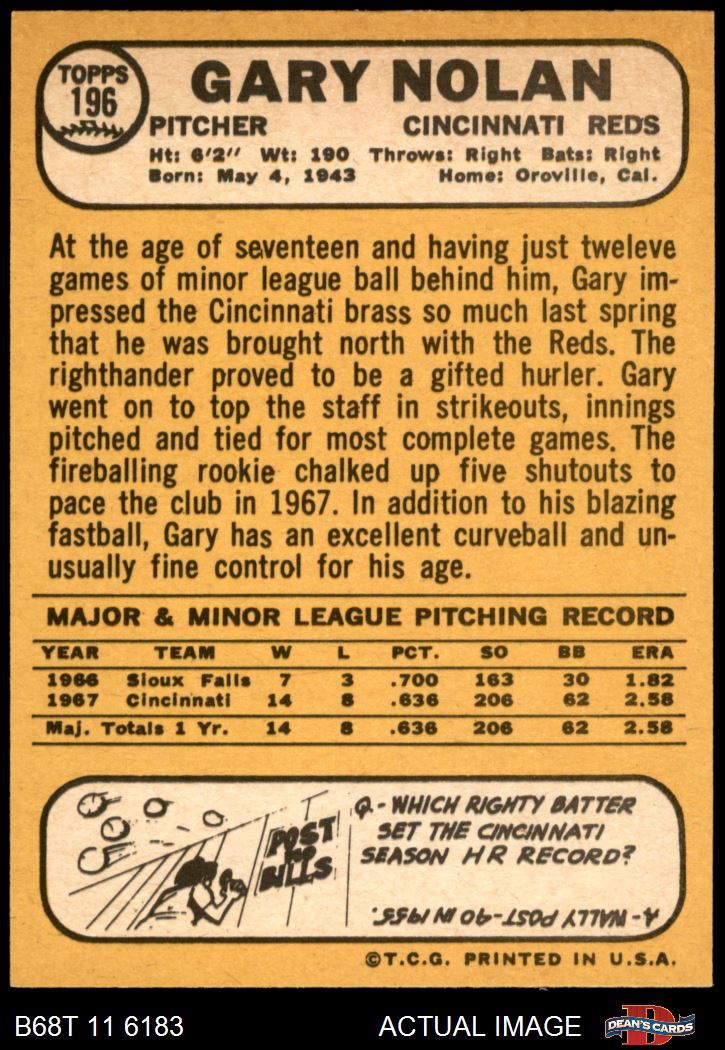 TOPPS
196
GARY NOLAN
PITCHER CINCINNATI REDS
Ht: 6'2" Wt: 190 Throws: Right Bats: Right
Born: May 4, 1943 Home: Oroville, Cal.
At the age of seventeen and having just tweleve
games of minor league ball behind him, Gary im-
pressed the Cincinnati brass so much last spring
that he was brought north with the Reds. The
righthander proved to be a gifted hurler. Gary
went on to top the staff in strikeouts, innings
pitched and tied for most complete games. The
fireballing rookie chalked up five shutouts to
pace the club in 1967. In addition to his blazing
fastball, Gary has an excellent curveball and un-
usually fine control for his age.
MAJOR & MINOR LEAGUE PITCHING RECORD
YEAR TEAM W L PCT. SO BB ERA
1966 Sioux Falls 7 3 .700 163 30 1.82
1967 Cincinnati 14 8 .636 206 62 2.58
Maj. Totals 1 Yr. 14 8 .636 206 62 2.58
POST
no
BILLS
Q.- WHICH RIGHTY BATTER
SET THE CINCINNATI
SEASON HR RECORD?
A- WALLY POST-40 IN 1955.
©T.C.G. PRINTED IN U.S.A.
B68T 11 6183 ACTUAL IMAGE D DEAN'S CARDS